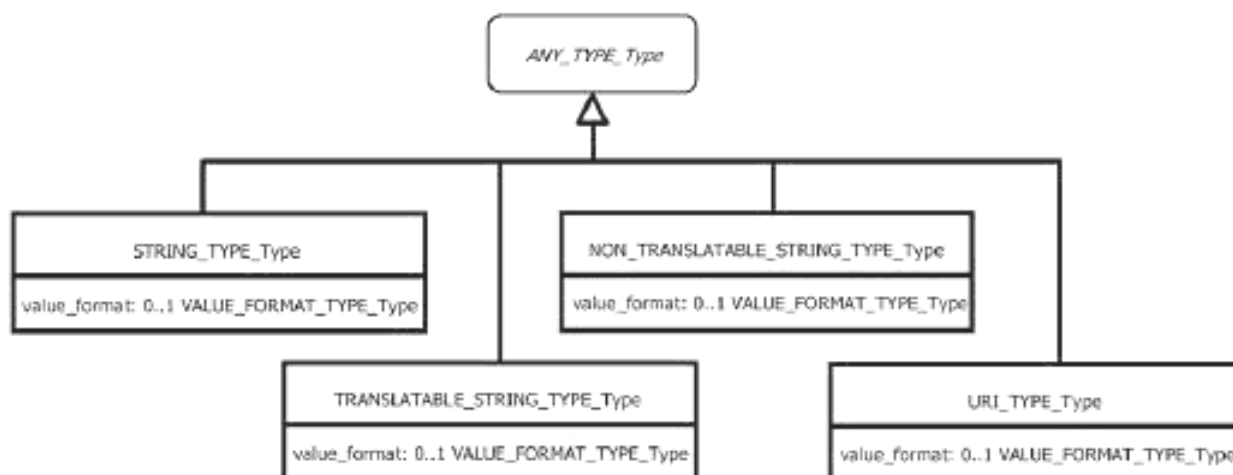 ANY_TYPE_Type
STRING_TYPE_Type
value_format: 0..1 VALUE_FORMAT_TYPE_Type
NON_TRANSLATABLE_STRING_TYPE_Type
value_format: 0..1 VALUE_FORMAT_TYPE_Type
TRANSLATABLE_STRING_TYPE_Type
value_format: 0..1 VALUE_FORMAT_TYPE_Type
URI_TYPE_Type
value_format: 0..1 VALUE_FORMAT_TYPE_Type